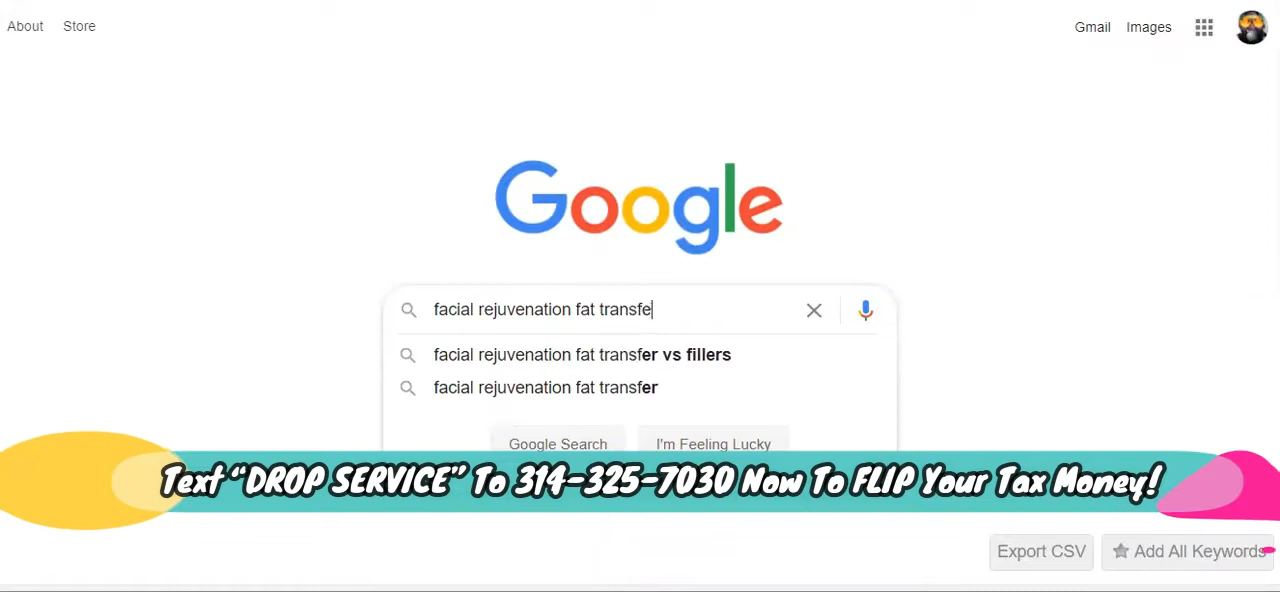 About Store
Gmail Images
Google
facial rejuvenation fat transfe
facial rejuvenation fat transfer vs fillers
facial rejuvenation fat transfer
Google Search I'm Feeling Lucky
Text “DROP SERVICE” To 314-325-7030 Now To FLIP Your Tax Money!
Export CSV Add All Keywords